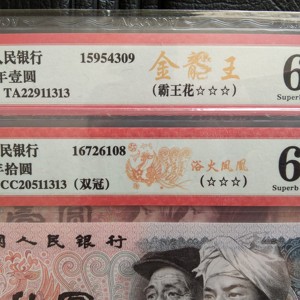 人民银行 15954309 金龙王 6
年壹圆
TA22911313 (霸王花☆☆☆) Superb
民银行 16726108 浴火凤凰 6
年拾圆
CC20511313 (双冠) (☆☆☆) Superb
国人民银行